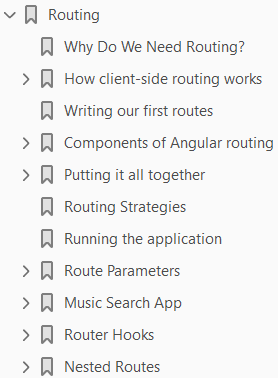 Routing
Why Do We Need Routing?
How client-side routing works
Writing our first routes
Components of Angular routing
Putting it all together
Routing Strategies
Running the application
Route Parameters
Music Search App
Router Hooks
Nested Routes